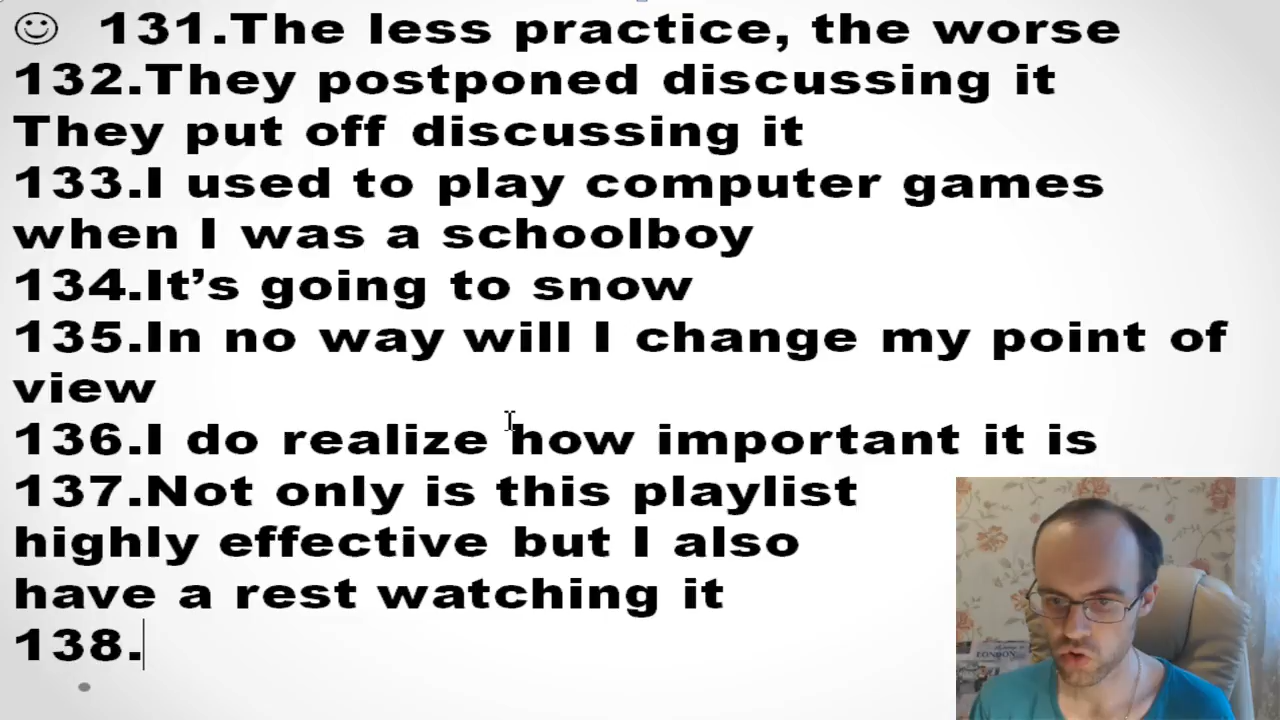 ☺ 131.The less practice, the worse
132.They postponed discussing it
They put off discussing it
133.I used to play computer games
when I was a schoolboy
134.It’s going to snow
135.In no way will I change my point of
view
136.I do realize how important it is
137.Not only is this playlist
highly effective but I also
have a rest watching it
138.
LONDON